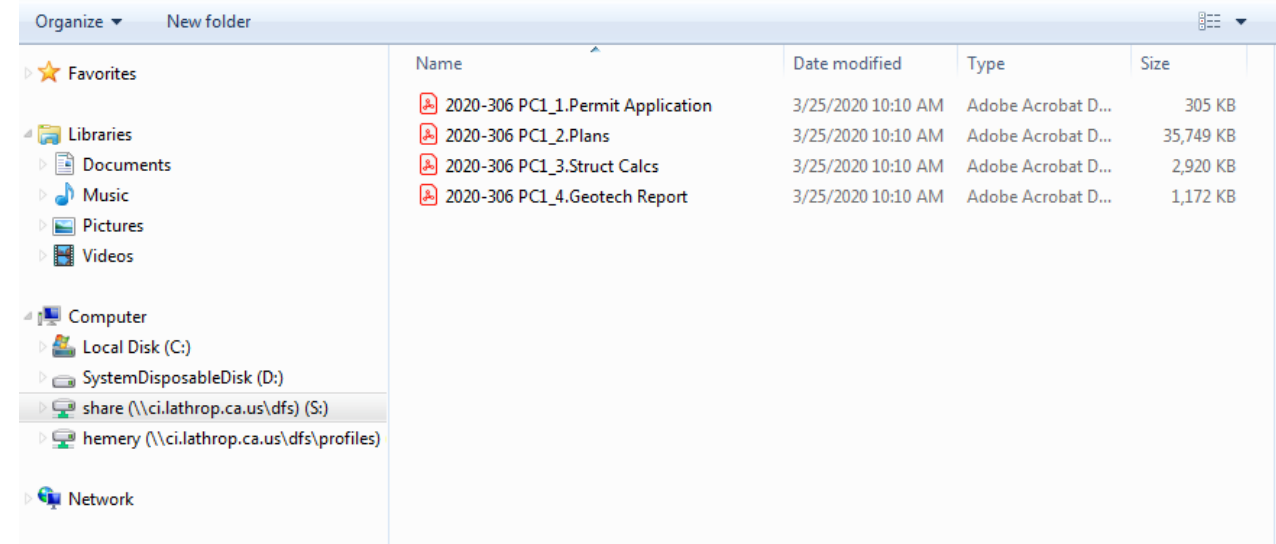 Organize New folder
Favorites
Libraries
Documents
Music
Pictures
Videos
Computer
Local Disk (C:)
SystemDisposableDisk (D:)
share (\\ci.lathrop.ca.us\dfs) (S:)
hemery (\\ci.lathrop.ca.us\dfs\profiles)
Network
Name Date modified Type Size
2020-306 PC1_1.Permit Application 3/25/2020 10:10 AM Adobe Acrobat D... 305 KB
2020-306 PC1_2.Plans 3/25/2020 10:10 AM Adobe Acrobat D... 35,749 KB
2020-306 PC1_3.Struct Calcs 3/25/2020 10:10 AM Adobe Acrobat D... 2,920 KB
2020-306 PC1_4.Geotech Report 3/25/2020 10:10 AM Adobe Acrobat D... 1,172 KB